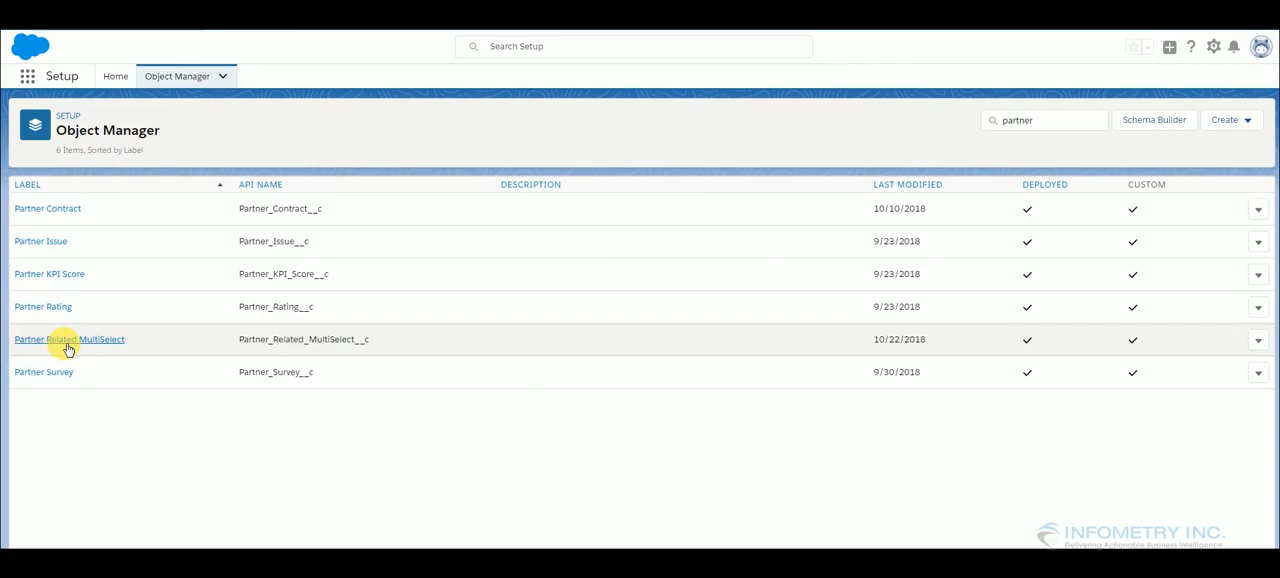 Search Setup
Setup Home Object Manager
SETUP
Object Manager
6 Items, Sorted by Label
partner
Schema Builder
Create
LABEL API NAME DESCRIPTION LAST MODIFIED DEPLOYED CUSTOM
Partner Contract Partner_Contract__c 10/10/2018
Partner Issue Partner_Issue__c 9/23/2018
Partner KPI Score Partner_KPI_Score__c 9/23/2018
Partner Rating Partner_Rating__c 9/23/2018
Partner Related MultiSelect Partner_Related_MultiSelect__c 10/22/2018
Partner Survey Partner_Survey__c 9/30/2018
INFOMETRY INC.
Delivering Actionable Business Intelligence